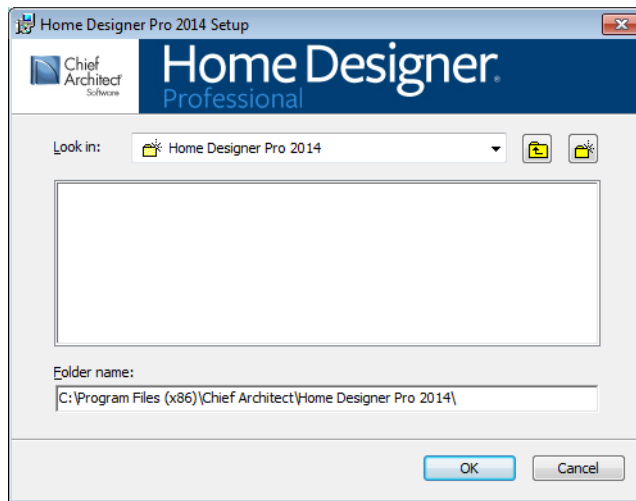 Home Designer Pro 2014 Setup
Chief
Architect
Software
Home Designer®
Professional
Look in:
Home Designer Pro 2014
Folder name:
C:\Program Files (x86)\Chief Architect\Home Designer Pro 2014\
OK
Cancel